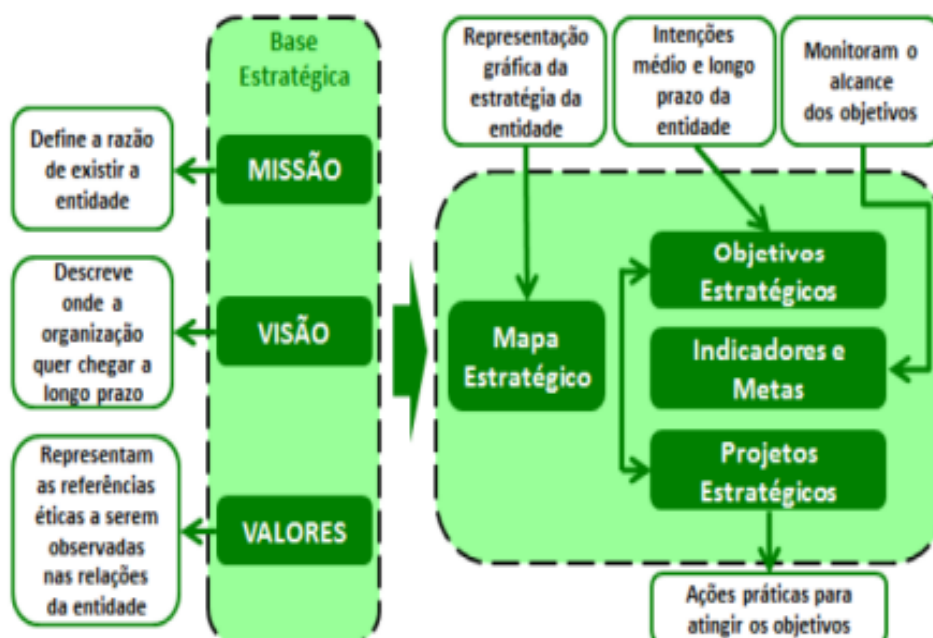 Base
Estratégica
MISSÃO
VISÃO
VALORES
Define a razão
de existir a
entidade
Descreve
onde a
organização
quer chegar a
longo prazo
Representam
as referências
éticas a serem
observadas
nas relações
da entidade
Representação
gráfica da
estratégia da
entidade
Intenções
médio e longo
prazo da
entidade
Monitoram o
alcance
dos objetivos
Mapa
Estratégico
Objetivos
Estratégicos
Indicadores e
Metas
Projetos
Estratégicos
Ações práticas para
atingir os objetivos